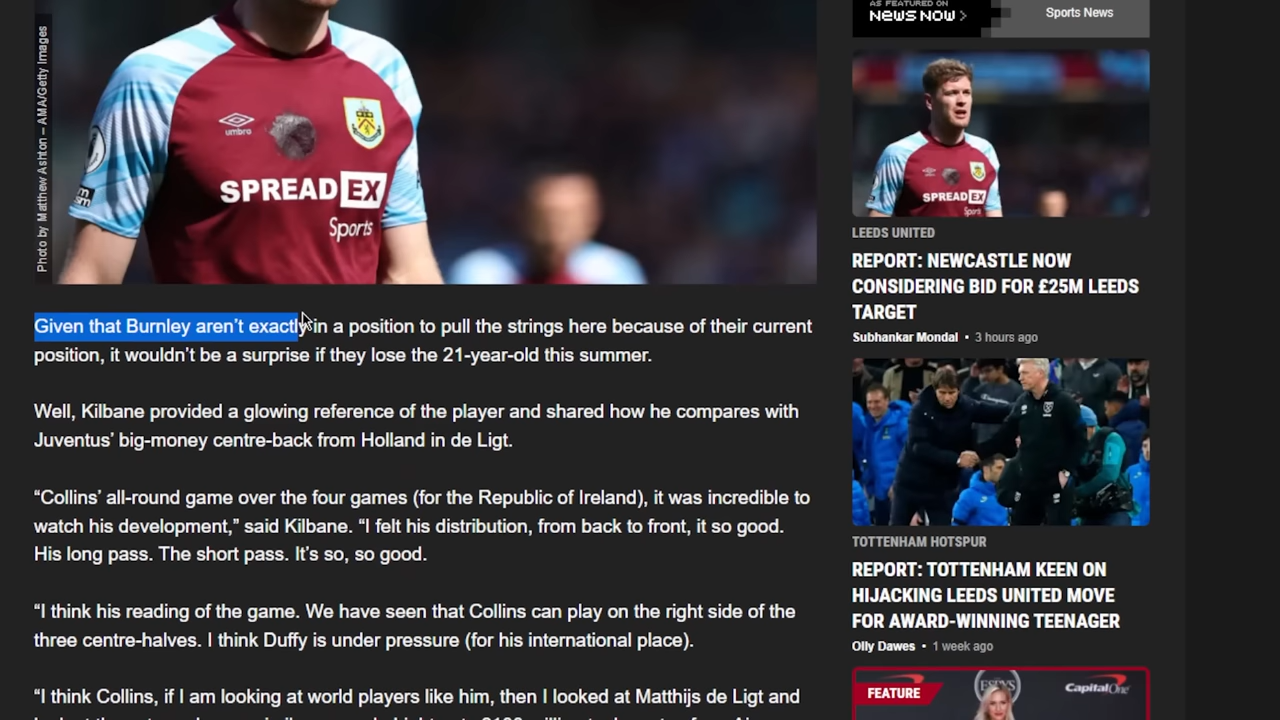 Photo by Matthew Ashton – AMA/Getty Images
umbro
SPREADEX
Sports
Given that Burnley aren’t exactly in a position to pull the strings here because of their current
position, it wouldn’t be a surprise if they lose the 21-year-old this summer.
Well, Kilbane provided a glowing reference of the player and shared how he compares with
Juventus’ big-money centre-back from Holland in de Ligt.
“Collins’ all-round game over the four games (for the Republic of Ireland), it was incredible to
watch his development,” said Kilbane. “I felt his distribution, from back to front, it so good.
His long pass. The short pass. It’s so, so good.
“I think his reading of the game. We have seen that Collins can play on the right side of the
three centre-halves. I think Duffy is under pressure (for his international place).
“I think Collins, if I am looking at world players like him, then I looked at Matthijs de Ligt and
AS FEATURED ON
NEWS NOW >
Sports News
SPREADEX
Sports
LEEDS UNITED
REPORT: NEWCASTLE NOW
CONSIDERING BID FOR £25M LEEDS
TARGET
Subhankar Mondal • 3 hours ago
TOTTENHAM HOTSPUR
REPORT: TOTTENHAM KEEN ON
HIJACKING LEEDS UNITED MOVE
FOR AWARD-WINNING TEENAGER
Olly Dawes • 1 week ago
FEATURE
ESPYS
Capital One